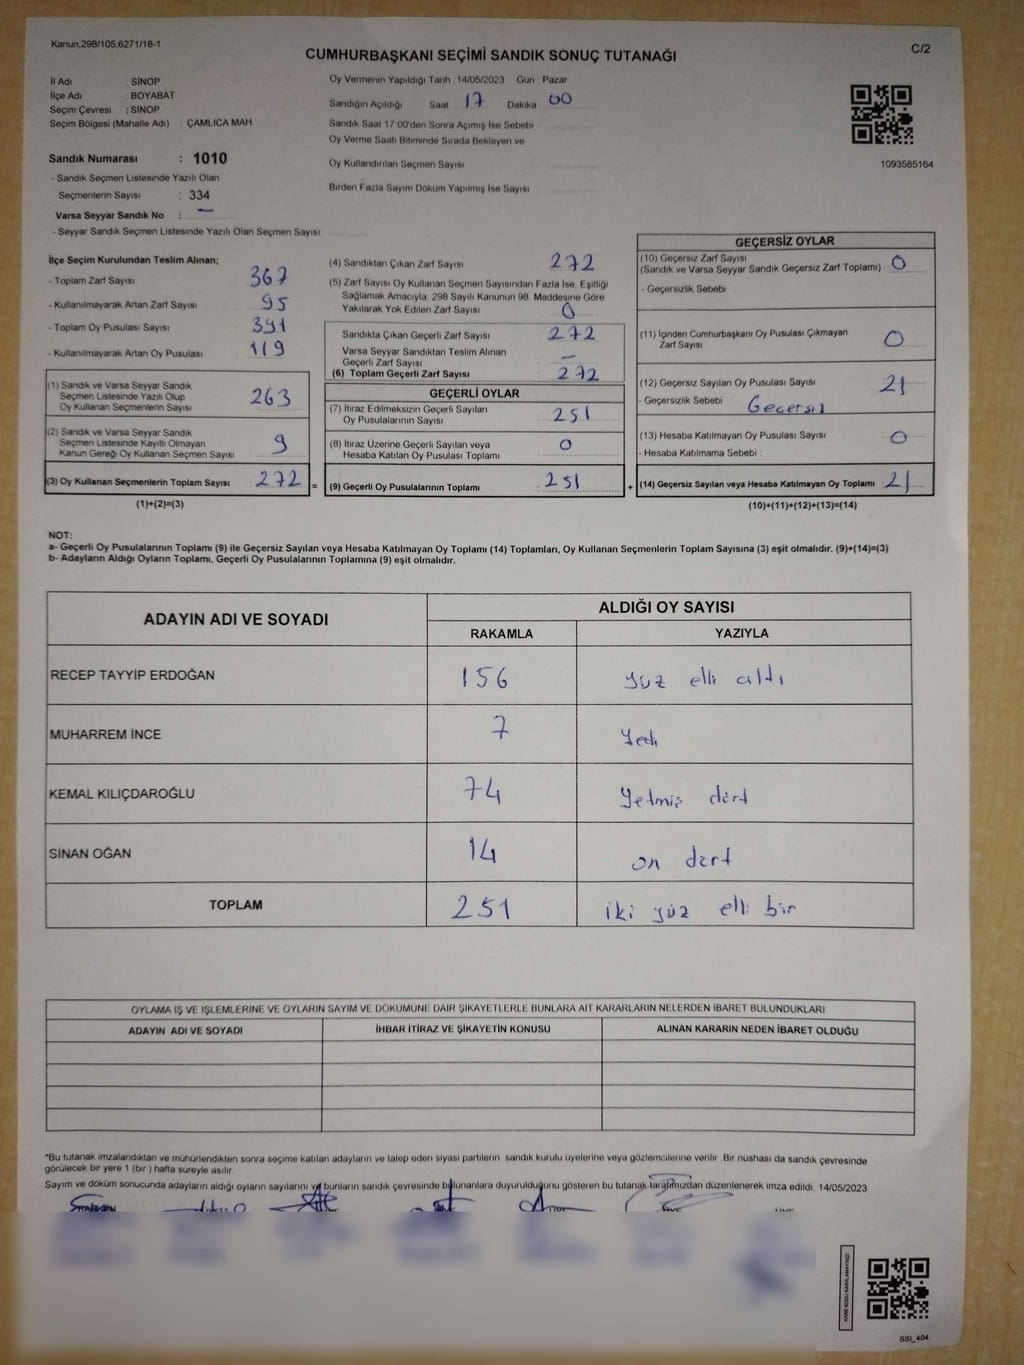 Kanun;298/105,6271/18-1
C/2
CUMHURBAŞKANI SEÇİMİ SANDIK SONUÇ TUTANAĞI
İl Adı SİNOP
İlçe Adı BOYABAT
Seçim Çevresi : SİNOP
Seçim Bölgesi (Mahalle Adı) : ÇAMLICA MAH.
Oy Vermenin Yapıldığı Tarih 14/05/2023 Gün : Pazar
Sandığın Açıldığı Saat 17 Dakika 00
Sandık Saat 17:00'den Sonra Açımış İse Sebebi
Oy Verme Saati Bitiminde Sırada Bekleyen ve
Oy Kullandırılan Seçmen Sayısı
Birden Fazla Sayım Döküm Yapılmış İse Sayısı
1093585164
Sandık Numarası : 1010
- Sandık Seçmen Listesinde Yazılı Olan
Seçmenlerin Sayısı : 334
Varsa Seyyar Sandık No : —
- Seyyar Sandık Seçmen Listesinde Yazılı Olan Seçmen Sayısı
İlçe Seçim Kurulundan Teslim Alınan;
- Toplam Zarf Sayısı 367
- Kullanılmayarak Artan Zarf Sayısı 95
- Toplam Oy Pusulası Sayısı 391
- Kullanılmayarak Artan Oy Pusulası 119
(1) Sandık ve Varsa Seyyar Sandık
Seçmen Listesinde Yazılı Olup
Oy Kullanan Seçmenlerin Sayısı 263
(2) Sandık ve Varsa Seyyar Sandık
Seçmen Listesinde Kayıtlı Olmayan
Kanun Gereği Oy Kullanan Seçmen Sayısı 9
(3) Oy Kullanan Seçmenlerin Toplam Sayısı 272 =
(1)+(2)=(3)
(4) Sandıktan Çıkan Zarf Sayısı 272
(5) Zarf Sayısı Oy Kullanan Seçmen Sayısından Fazla İse, Eşitliği
Sağlamak Amacıyla, 298 Sayılı Kanunun 98. Maddesine Göre
Yakılarak Yok Edilen Zarf Sayısı 0
Sandıkta Çıkan Geçerli Zarf Sayısı 272
Varsa Seyyar Sandıktan Teslim Alınan
Geçerli Zarf Sayısı —
(6) Toplam Geçerli Zarf Sayısı 272
GEÇERLİ OYLAR
(7) İtiraz Edilmeksizin Geçerli Sayılan
Oy Pusulalarının Sayısı 251
(8) İtiraz Üzerine Geçerli Sayılan veya
Hesaba Katılan Oy Pusulası Toplamı 0
(9) Geçerli Oy Pusulalarının Toplamı 251 +
GEÇERSİZ OYLAR
(10) Geçersiz Zarf Sayısı
(Sandık ve Varsa Seyyar Sandık Geçersiz Zarf Toplamı) 0
- Geçersizlik Sebebi :
(11) İçinden Cumhurbaşkanı Oy Pusulası Çıkmayan
Zarf Sayısı 0
(12) Geçersiz Sayılan Oy Pusulası Sayısı 21
- Geçersizlik Sebebi : Geçersiz
(13) Hesaba Katılmayan Oy Pusulası Sayısı 0
- Hesaba Katılmama Sebebi :
(14) Geçersiz Sayılan veya Hesaba Katılmayan Oy Toplamı 21
(10)+(11)+(12)+(13)=(14)
NOT:
a- Geçerli Oy Pusulalarının Toplamı (9) ile Geçersiz Sayılan veya Hesaba Katılmayan Oy Toplamı (14) Toplamları, Oy Kullanan Seçmenlerin Toplam Sayısına (3) eşit olmalıdır. (9)+(14)=(3)
b- Adayların Aldığı Oyların Toplamı, Geçerli Oy Pusulalarının Toplamına (9) eşit olmalıdır.
ADAYIN ADI VE SOYADI ALDIĞI OY SAYISI
RAKAMLA YAZIYLA
RECEP TAYYİP ERDOĞAN 156 yüz elli altı
MUHARREM İNCE 7 Yedi
KEMAL KILIÇDAROĞLU 74 Yetmiş dört
SİNAN OĞAN 14 on dört
TOPLAM 251 iki yüz elli bir
OYLAMA İŞ VE İŞLEMLERİNE VE OYLARIN SAYIM VE DÖKÜMÜNE DAİR ŞİKAYETLERLE BUNLARA AİT KARARLARIN NELERDEN İBARET BULUNDUKLARI
ADAYIN ADI VE SOYADI İHBAR İTİRAZ VE ŞİKAYETİN KONUSU ALINAN KARARIN NEDEN İBARET OLDUĞU
*Bu tutanak imzalandıktan ve mühürlendikten sonra seçime katılan adayların ve talep eden siyasi partilerin sandık kurulu üyelerine veya gözlemcilerine verilir. Bir nüshası da sandık çevresinde
görülecek bir yere 1 (bir ) hafta süreyle asılır.
Sayım ve döküm sonucunda adayların aldığı oyların sayılarını ve bunların sandık çevresinde bulunanlara duyurulduğunu gösteren bu tutanak tarafımızdan düzenlenerek imza edildi. 14/05/2023
KARE KODU KARALAMAYINIZ!
SSI_404